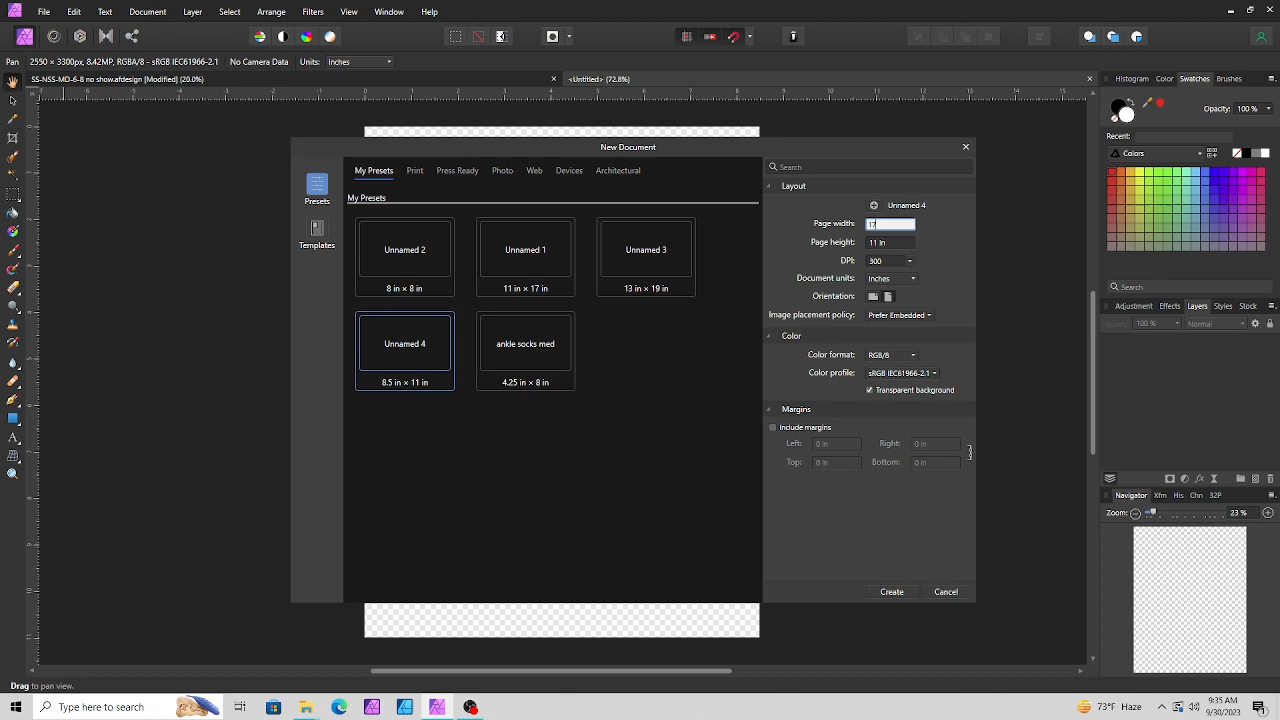 File Edit Text Document Layer Select Arrange Filters View Window Help
Pan 2550 × 3300px, 8.42MP, RGBA/8 - sRGB IEC61966-2.1 No Camera Data Units: Inches
SS-NSS-MD-6-8 no show.afdesign [Modified] (20.0%) <Untitled> (72.8%)
Histogram Color Swatches Brushes
Opacity: 100 %
Recent:
Colors
Search
Adjustment Effects Layers Styles Stock
Opacity 100 % Normal
Navigator Xfm His Chn 32P
Zoom: 23 %
New Document
Presets
Templates
My Presets Print Press Ready Photo Web Devices Architectural
My Presets
Unnamed 2
8 in × 8 in
Unnamed 1
11 in × 17 in
Unnamed 3
13 in × 19 in
Unnamed 4
8.5 in × 11 in
ankle socks med
4.25 in × 8 in
Search
Layout
Unnamed 4
Page width: 17
Page height: 11 in
DPI: 300
Document units: Inches
Orientation:
Image placement policy: Prefer Embedded
Color
Color format: RGB/8
Color profile: sRGB IEC61966-2.1
Transparent background
Margins
Include margins
Left: 0 in Right: 0 in
Top: 0 in Bottom: 0 in
Create Cancel
Drag to pan view.
Type here to search
73°F Haze
9:35 AM
9/30/2023